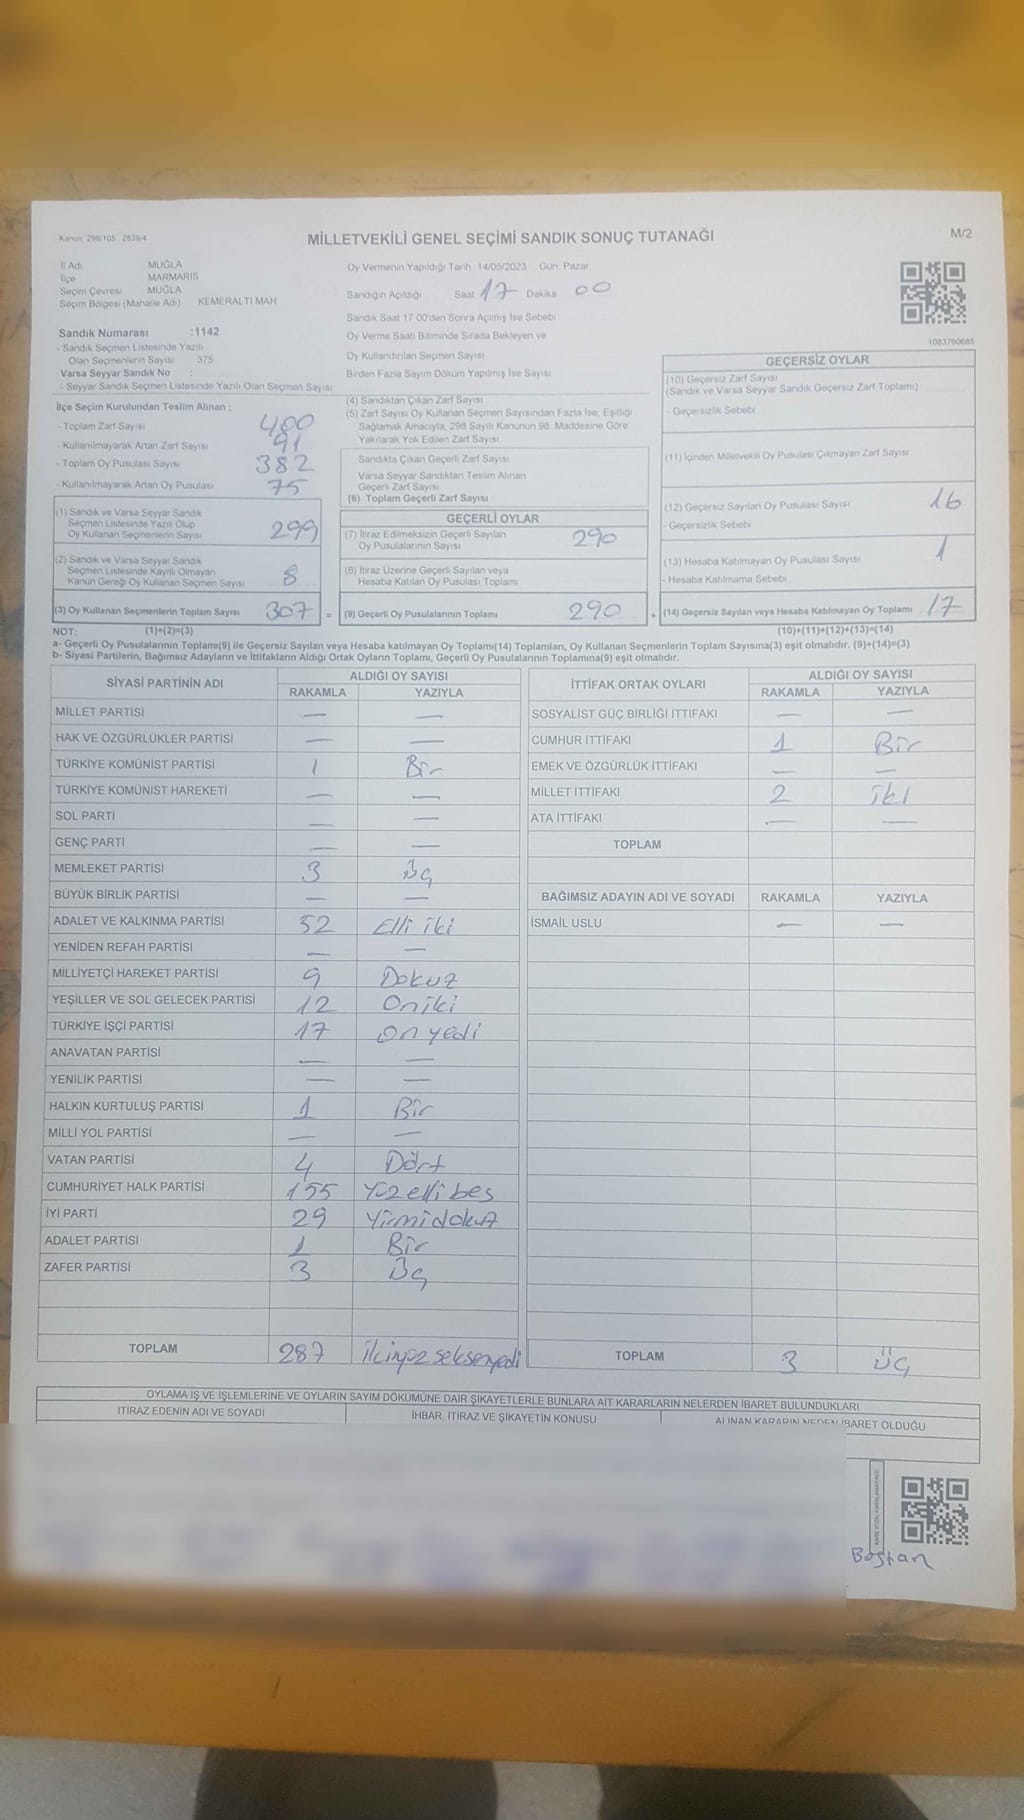 Kanun: 298/105 2839/4
MİLLETVEKİLİ GENEL SEÇİMİ SANDIK SONUÇ TUTANAĞI
M/2
İl Adı MUĞLA
İlçe MARMARİS
Seçim Çevresi MUĞLA
Seçim Bölgesi (Mahalle Adı) KEMERALTI MAH
Oy Vermenin Yapıldığı Tarih 14/05/2023 Gün: Pazar
Sandığın Açıldığı Saat 17 Dakika 00
Sandık Saat 17 00'den Sonra Açımış İse Sebebi
Oy Verme Saati Bitiminde Sırada Bekleyen ve
Oy Kullandırılan Seçmen Sayısı
Birden Fazla Sayım Döküm Yapılmış İse Sayısı
1083760685
Sandık Numarası :1142
- Sandık Seçmen Listesinde Yazılı
Olan Seçmenlerin Sayısı 375
Varsa Seyyar Sandık No :
- Seyyar Sandık Seçmen Listesinde Yazılı Olan Seçmen Sayısı
İlçe Seçim Kurulundan Teslim Alınan ;
- Toplam Zarf Sayısı 400
- Kullanılmayarak Artan Zarf Sayısı 91
- Toplam Oy Pusulası Sayısı 382
- Kullanılmayarak Artan Oy Pusulası 75
(1) Sandık ve Varsa Seyyar Sandık
Seçmen Listesinde Yazılı Olup
Oy Kullanan Seçmenlerin Sayısı 299
(2) Sandık ve Varsa Seyyar Sandık
Seçmen Listesinde Kayıtlı Olmayan
Kanun Gereği Oy Kullanan Seçmen Sayısı 8
(3) Oy Kullanan Seçmenlerin Toplam Sayısı 307 =
(4) Sandıktan Çıkan Zarf Sayısı
(5) Zarf Sayısı Oy Kullanan Seçmen Sayısından Fazla İse, Eşitliği
Sağlamak Amacıyla, 298 Sayılı Kanunun 98. Maddesine Göre
Yakılarak Yok Edilen Zarf Sayısı
Sandıkta Çıkan Geçerli Zarf Sayısı
Varsa Seyyar Sandıktan Teslim Alınan
Geçerli Zarf Sayısı
(6) Toplam Geçerli Zarf Sayısı
GEÇERLİ OYLAR
(7) İtiraz Edilmeksizin Geçerli Sayılan
Oy Pusulalarının Sayısı 290
(8) İtiraz Üzerine Geçerli Sayılan veya
Hesaba Katılan Oy Pusulası Toplamı
(9) Geçerli Oy Pusulalarının Toplamı 290 +
GEÇERSİZ OYLAR
(10) Geçersiz Zarf Sayısı
(Sandık ve Varsa Seyyar Sandık Geçersiz Zarf Toplamı)
- Geçersizlik Sebebi
(11) İçinden Milletvekili Oy Pusulası Çıkmayan Zarf Sayısı
(12) Geçersiz Sayılan Oy Pusulası Sayısı 16
- Geçersizlik Sebebi
(13) Hesaba Katılmayan Oy Pusulası Sayısı 1
- Hesaba Katılmama Sebebi
(14) Geçersiz Sayılan veya Hesaba Katılmayan Oy Toplamı 17
NOT: (1)+(2)=(3) (10)+(11)+(12)+(13)=(14)
a- Geçerli Oy Pusulalarının Toplamı(9) ile Geçersiz Sayılan veya Hesaba katılmayan Oy Toplamı(14) Toplamları, Oy Kullanan Seçmenlerin Toplam Sayısına(3) eşit olmalıdır. (9)+(14)=(3)
b- Siyasi Partilerin, Bağımsız Adayların ve İttifakların Aldığı Ortak Oyların Toplamı, Geçerli Oy Pusulalarının Toplamına(9) eşit olmalıdır.
SİYASİ PARTİNİN ADI ALDIĞI OY SAYISI
RAKAMLA YAZIYLA
MİLLET PARTİSİ — —
HAK VE ÖZGÜRLÜKLER PARTİSİ — —
TÜRKİYE KOMÜNİST PARTİSİ 1 Bir
TÜRKİYE KOMÜNİST HAREKETİ — —
SOL PARTİ — —
GENÇ PARTİ — —
MEMLEKET PARTİSİ 3 Üç
BÜYÜK BİRLİK PARTİSİ — —
ADALET VE KALKINMA PARTİSİ 52 Elli iki
YENİDEN REFAH PARTİSİ — —
MİLLİYETÇİ HAREKET PARTİSİ 9 Dokuz
YEŞİLLER VE SOL GELECEK PARTİSİ 12 Oniki
TÜRKİYE İŞÇİ PARTİSİ 17 Onyedi
ANAVATAN PARTİSİ — —
YENİLİK PARTİSİ — —
HALKIN KURTULUŞ PARTİSİ 1 Bir
MİLLİ YOL PARTİSİ — —
VATAN PARTİSİ 4 Dört
CUMHURİYET HALK PARTİSİ 155 Yüzellibeş
İYİ PARTİ 29 Yirmidokuz
ADALET PARTİSİ 1 Bir
ZAFER PARTİSİ 3 Üç
TOPLAM 287 İkiyüzseksenyedi
İTTİFAK ORTAK OYLARI ALDIĞI OY SAYISI
RAKAMLA YAZIYLA
SOSYALİST GÜÇ BİRLİĞİ İTTİFAKI — —
CUMHUR İTTİFAKI 1 Bir
EMEK VE ÖZGÜRLÜK İTTİFAKI — —
MİLLET İTTİFAKI 2 İki
ATA İTTİFAKI — —
TOPLAM
BAĞIMSIZ ADAYIN ADI VE SOYADI RAKAMLA YAZIYLA
İSMAİL USLU — —
TOPLAM 3 Üç
OYLAMA İŞ VE İŞLEMLERİNE VE OYLARIN SAYIM DÖKÜMÜNE DAİR ŞİKAYETLERLE BUNLARA AİT KARARLARIN NELERDEN İBARET BULUNDUKLARI
İTİRAZ EDENİN ADI VE SOYADI İHBAR, İTİRAZ VE ŞİKAYETİN KONUSU ALINAN KARARIN NEDEN İBARET OLDUĞU
Bostan